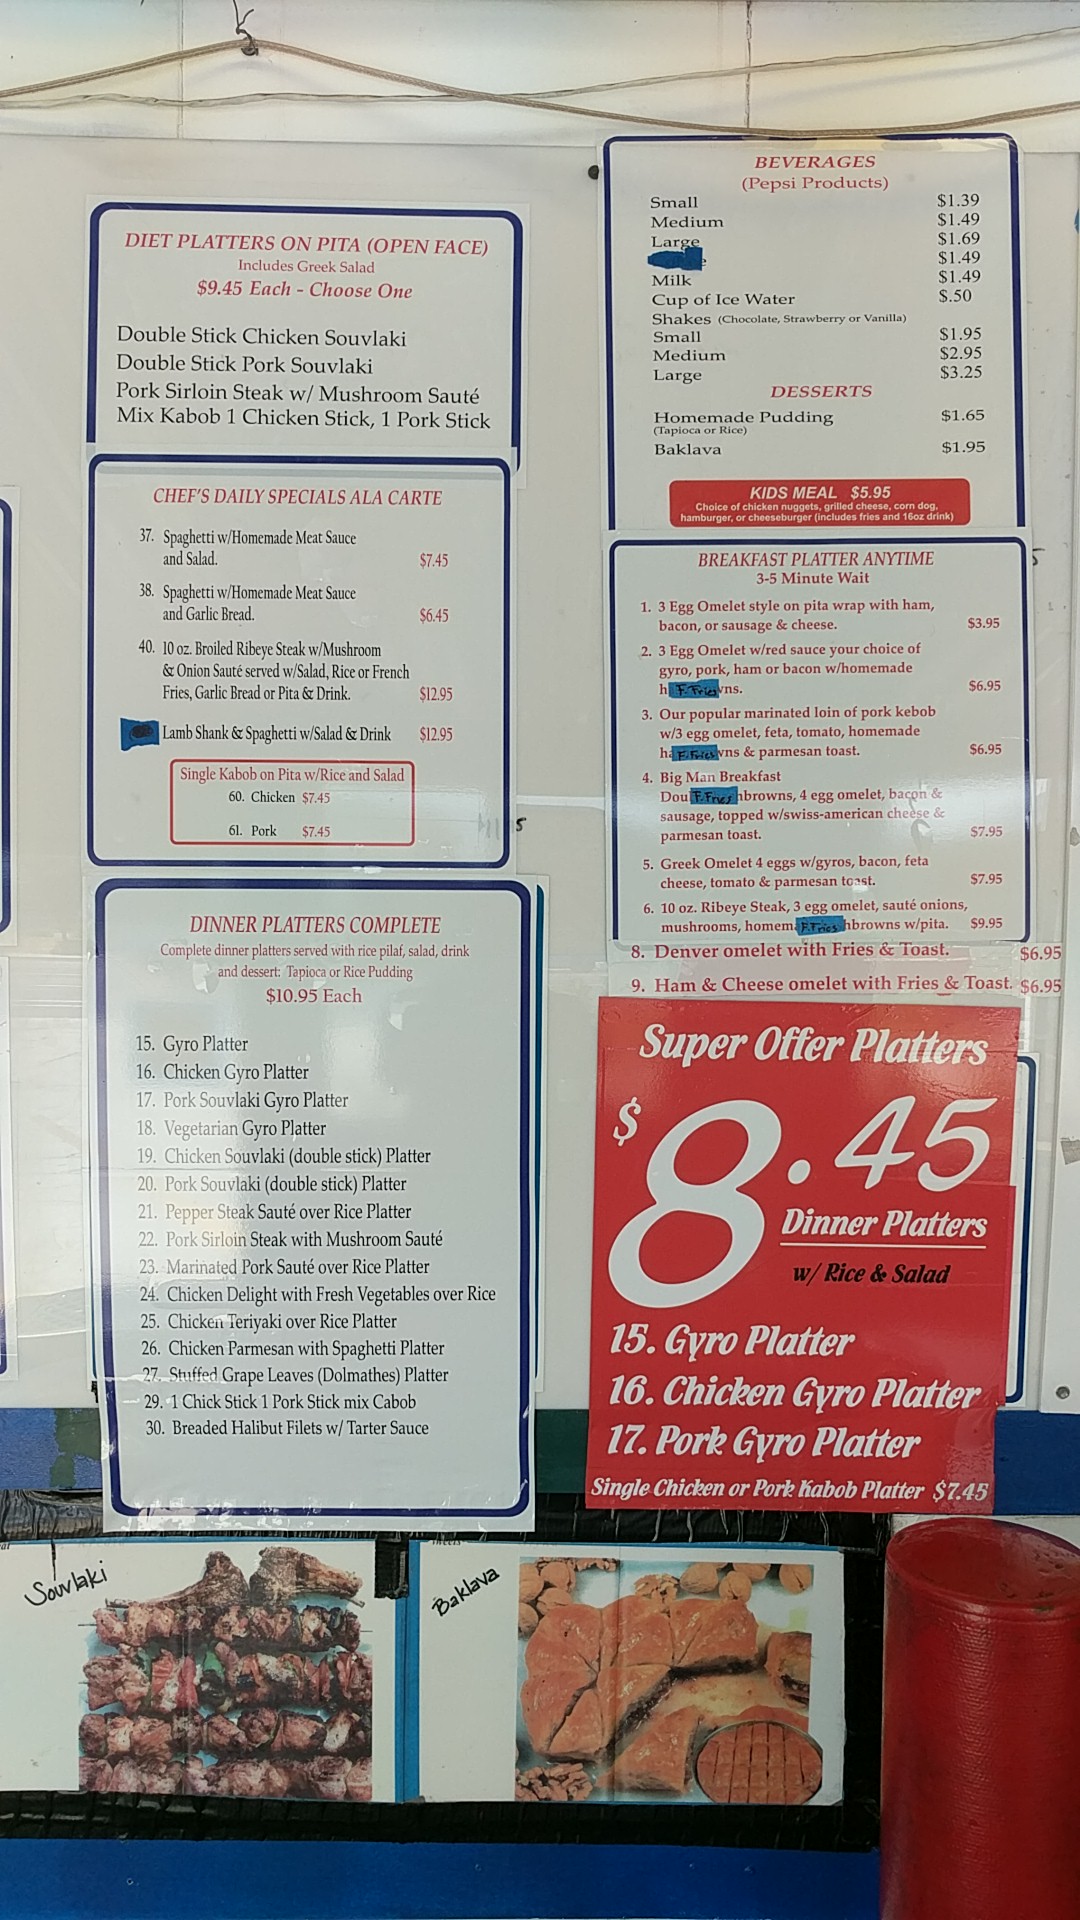 DIET PLATTERS ON PITA (OPEN FACE)
Includes Greek Salad
$9.45 Each - Choose One
Double Stick Chicken Souvlaki
Double Stick Pork Souvlaki
Pork Sirloin Steak w/ Mushroom Sauté
Mix Kabob 1 Chicken Stick, 1 Pork Stick
CHEF'S DAILY SPECIALS ALA CARTE
37. Spaghetti w/Homemade Meat Sauce
and Salad. $7.45
38. Spaghetti w/Homemade Meat Sauce
and Garlic Bread. $6.45
40. 10 oz. Broiled Ribeye Steak w/Mushroom
& Onion Sauté served w/Salad, Rice or French
Fries, Garlic Bread or Pita & Drink. $12.95
Lamb Shank & Spaghetti w/Salad & Drink $12.95
Single Kabob on Pita w/Rice and Salad
60. Chicken $7.45
61. Pork $7.45
DINNER PLATTERS COMPLETE
Complete dinner platters served with rice pilaf, salad, drink
and dessert: Tapioca or Rice Pudding
$10.95 Each
15. Gyro Platter
16. Chicken Gyro Platter
17. Pork Souvlaki Gyro Platter
18. Vegetarian Gyro Platter
19. Chicken Souvlaki (double stick) Platter
20. Pork Souvlaki (double stick) Platter
21. Pepper Steak Sauté over Rice Platter
22. Pork Sirloin Steak with Mushroom Sauté
23. Marinated Pork Sauté over Rice Platter
24. Chicken Delight with Fresh Vegetables over Rice
25. Chicken Teriyaki over Rice Platter
26. Chicken Parmesan with Spaghetti Platter
27. Stuffed Grape Leaves (Dolmathes) Platter
29. 1 Chick Stick 1 Pork Stick mix Cabob
30. Breaded Halibut Filets w/ Tarter Sauce
BEVERAGES
(Pepsi Products)
Small $1.39
Medium $1.49
Large $1.69
$1.49
Milk $1.49
Cup of Ice Water $.50
Shakes (Chocolate, Strawberry or Vanilla)
Small $1.95
Medium $2.95
Large $3.25
DESSERTS
Homemade Pudding $1.65
(Tapioca or Rice)
Baklava $1.95
KIDS MEAL $5.95
Choice of chicken nuggets, grilled cheese, corn dog,
hamburger, or cheeseburger (includes fries and 16oz drink)
BREAKFAST PLATTER ANYTIME
3-5 Minute Wait
1. 3 Egg Omelet style on pita wrap with ham,
bacon, or sausage & cheese. $3.95
2. 3 Egg Omelet w/red sauce your choice of
gyro, pork, ham or bacon w/homemade
h F.Fries wns. $6.95
3. Our popular marinated loin of pork kebob
w/3 egg omelet, feta, tomato, homemade
ha F.Fries wns & parmesan toast. $6.95
4. Big Man Breakfast
Dou F.Fries hbrowns, 4 egg omelet, bacon &
sausage, topped w/swiss-american cheese &
parmesan toast. $7.95
5. Greek Omelet 4 eggs w/gyros, bacon, feta
cheese, tomato & parmesan toast. $7.95
6. 10 oz. Ribeye Steak, 3 egg omelet, sauté onions,
mushrooms, homema F.Fries hbrowns w/pita. $9.95
8. Denver omelet with Fries & Toast. $6.95
9. Ham & Cheese omelet with Fries & Toast. $6.95
Super Offer Platters
$8.45
Dinner Platters
w/ Rice & Salad
15. Gyro Platter
16. Chicken Gyro Platter
17. Pork Gyro Platter
Single Chicken or Pork Kabob Platter $7.45
Souvlaki
Baklava